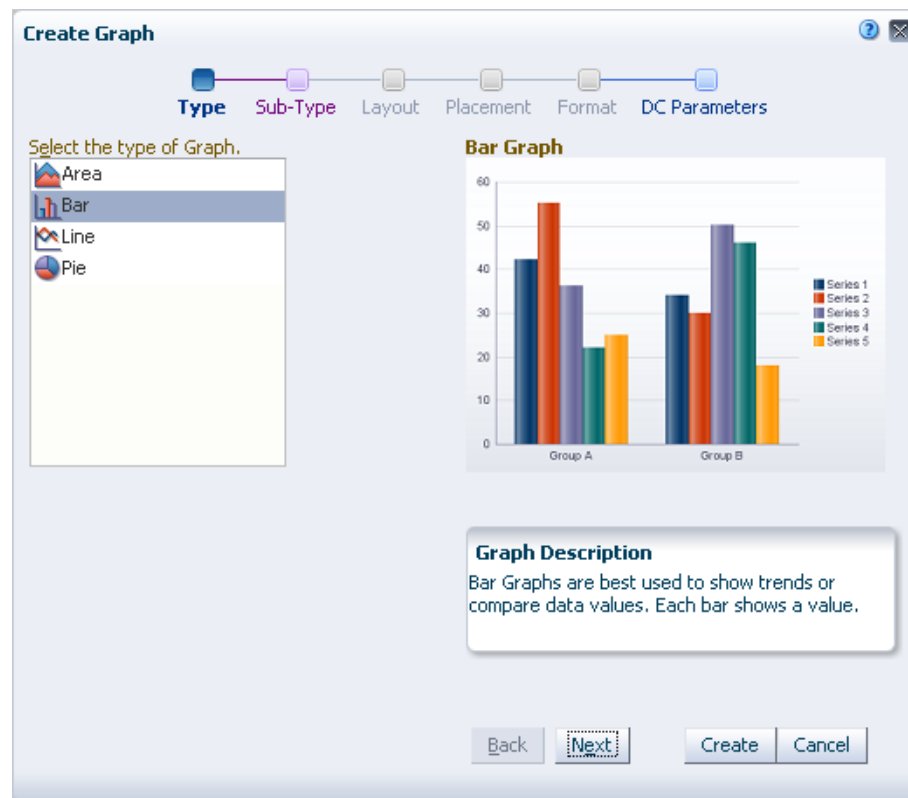 Create Graph
Type Sub-Type Layout Placement Format DC Parameters
Select the type of Graph.
Area
Bar
Line
Pie
Bar Graph
60
50
40
30
20
10
0
Group A Group B
Series 1
Series 2
Series 3
Series 4
Series 5
Graph Description
Bar Graphs are best used to show trends or
compare data values. Each bar shows a value.
Back Next Create Cancel